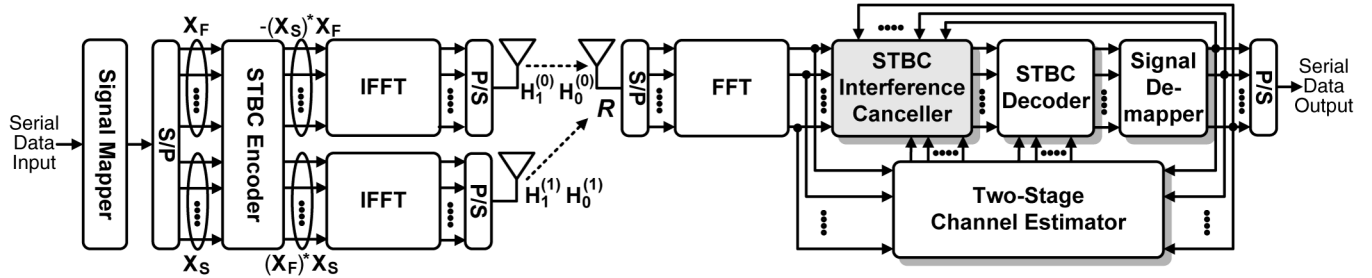 Serial
Data
Input
Signal Mapper
S/P
X_F
X_S
STBC Encoder
-(X_S)^* X_F
(X_F)^* X_S
IFFT
IFFT
P/S
P/S
H_1^(0) H_0^(0)
H_1^(1) H_0^(1)
R
S/P
FFT
STBC
Interference
Canceller
STBC
Decoder
Signal
De-
mapper
P/S
Serial
Data
Output
Two-Stage
Channel Estimator